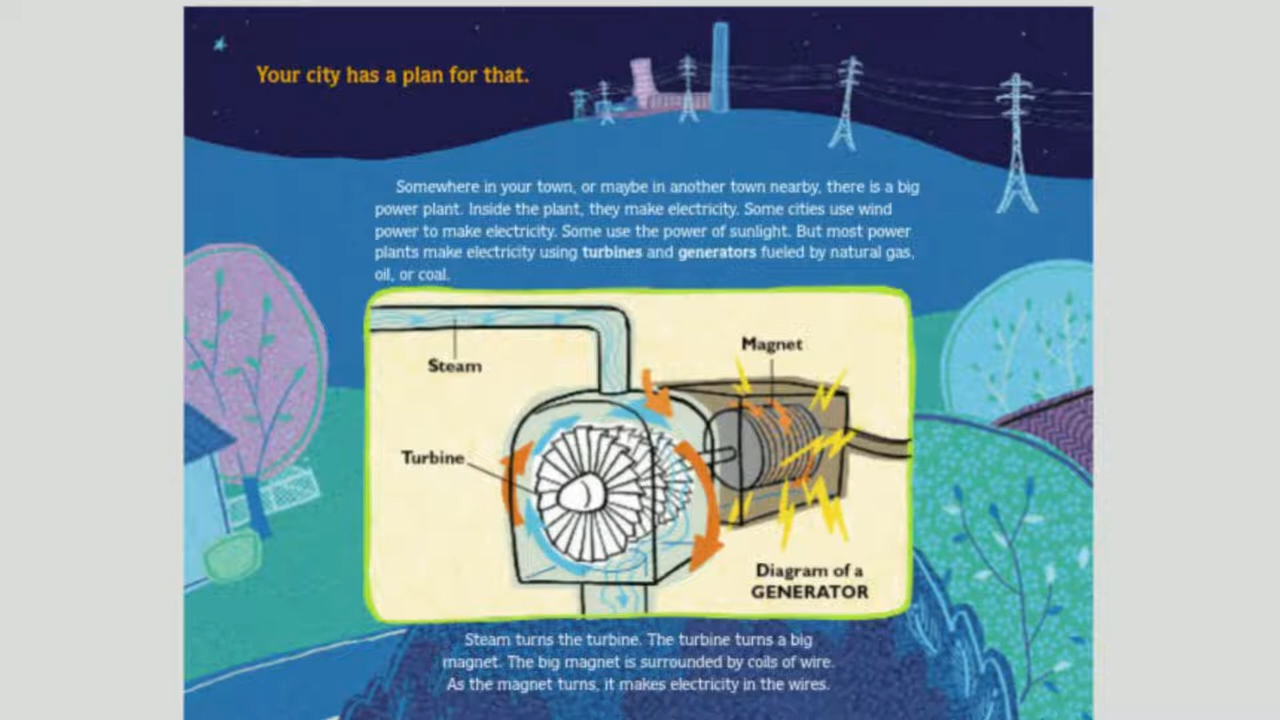 Your city has a plan for that.
Somewhere in your town, or maybe in another town nearby, there is a big
power plant. Inside the plant, they make electricity. Some cities use wind
power to make electricity. Some use the power of sunlight. But most power
plants make electricity using turbines and generators fueled by natural gas,
oil, or coal.
Magnet
Steam
Turbine
Diagram of a
GENERATOR
Steam turns the turbine. The turbine turns a big
magnet. The big magnet is surrounded by coils of wire.
As the magnet turns, it makes electricity in the wires.